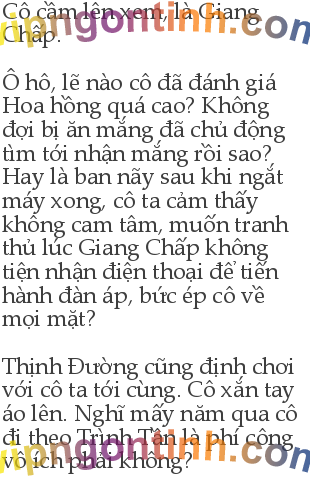 Cô cầm lên xem, là Giang
Chấp.
vipngontinh.com
Ô hô, lẽ nào cô đã đánh giá
Hoa hồng quá cao? Không
đợi bị ăn mắng đã chủ động
tìm tới nhận mắng rồi sao?
Hay là ban nãy sau khi ngắt
máy xong, cô ta cảm thấy
không cam tâm, muốn tranh
thủ lúc Giang Chấp không
tiện nhận điện thoại để tiến
hành đàn áp, bức ép cô về
mọi mặt?
Thịnh Đường cũng định chơi
với cô ta tới cùng. Cô xắn tay
áo lên. Nghĩ mấy năm qua cô
đi theo Trình Tần là phí công
vô ích phải không?
vipngontinh.com